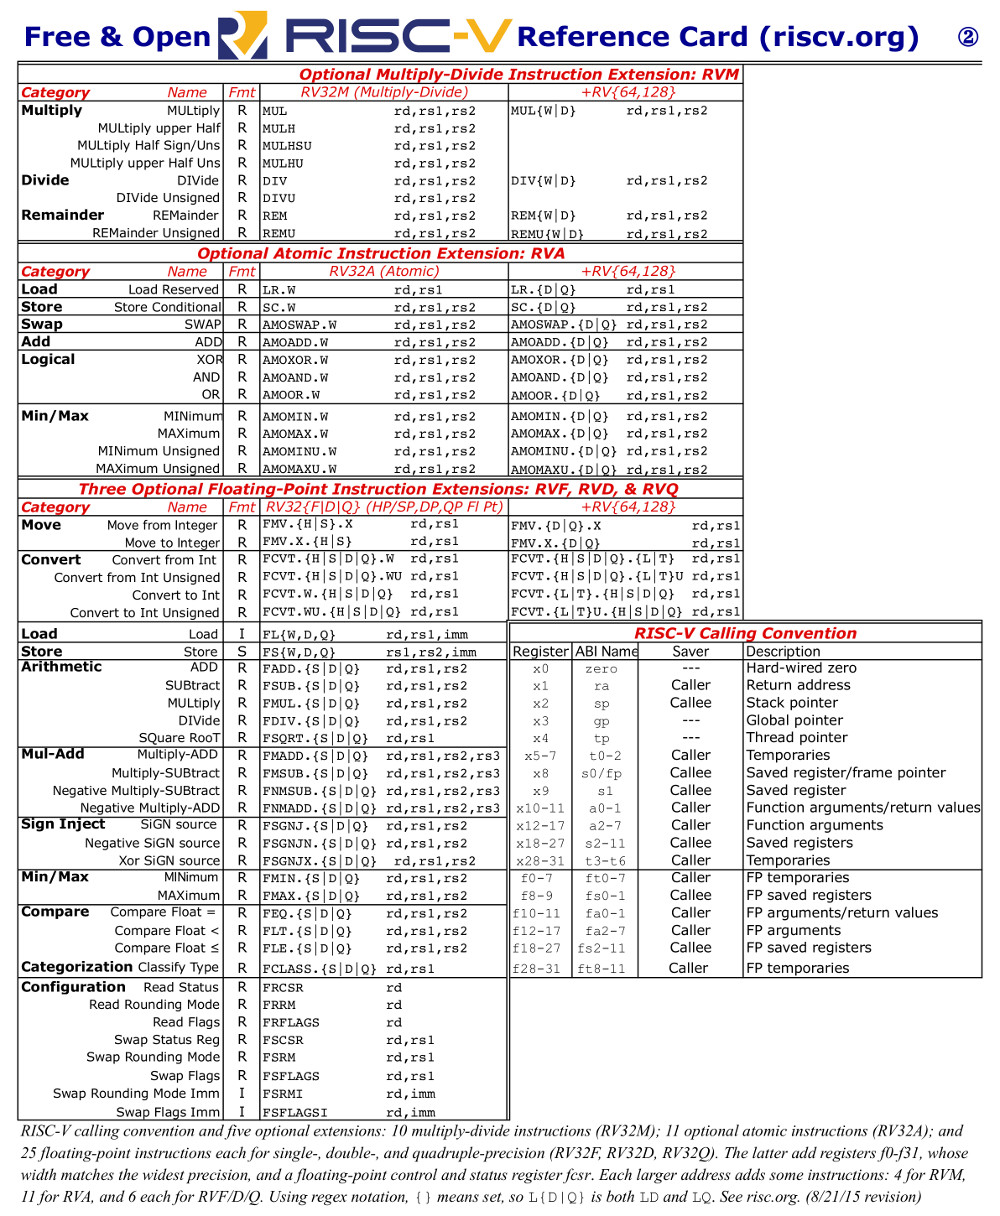 Free & Open RISC-V Reference Card (riscv.org) ②
Optional Multiply-Divide Instruction Extension: RVM
Category Name Fmt RV32M (Multiply-Divide) +RV{64,128}
Multiply MULtiply R MUL rd,rs1,rs2 MUL{W|D} rd,rs1,rs2
MULtiply upper Half R MULH rd,rs1,rs2
MULtiply Half Sign/Uns R MULHSU rd,rs1,rs2
MULtiply upper Half Uns R MULHU rd,rs1,rs2
Divide DIVide R DIV rd,rs1,rs2 DIV{W|D} rd,rs1,rs2
DIVide Unsigned R DIVU rd,rs1,rs2
Remainder REMainder R REM rd,rs1,rs2 REM{W|D} rd,rs1,rs2
REMainder Unsigned R REMU rd,rs1,rs2 REMU{W|D} rd,rs1,rs2
Optional Atomic Instruction Extension: RVA
Category Name Fmt RV32A (Atomic) +RV{64,128}
Load Load Reserved R LR.W rd,rs1 LR.{D|Q} rd,rs1
Store Store Conditional R SC.W rd,rs1,rs2 SC.{D|Q} rd,rs1,rs2
Swap SWAP R AMOSWAP.W rd,rs1,rs2 AMOSWAP.{D|Q} rd,rs1,rs2
Add ADD R AMOADD.W rd,rs1,rs2 AMOADD.{D|Q} rd,rs1,rs2
Logical XOR R AMOXOR.W rd,rs1,rs2 AMOXOR.{D|Q} rd,rs1,rs2
AND R AMOAND.W rd,rs1,rs2 AMOAND.{D|Q} rd,rs1,rs2
OR R AMOOR.W rd,rs1,rs2 AMOOR.{D|Q} rd,rs1,rs2
Min/Max MINimum R AMOMIN.W rd,rs1,rs2 AMOMIN.{D|Q} rd,rs1,rs2
MAXimum R AMOMAX.W rd,rs1,rs2 AMOMAX.{D|Q} rd,rs1,rs2
MINimum Unsigned R AMOMINU.W rd,rs1,rs2 AMOMINU.{D|Q} rd,rs1,rs2
MAXimum Unsigned R AMOMAXU.W rd,rs1,rs2 AMOMAXU.{D|Q} rd,rs1,rs2
Three Optional Floating-Point Instruction Extensions: RVF, RVD, & RVQ
Category Name Fmt RV32{F|D|Q} (HP/SP,DP,QP Fl Pt) +RV{64,128}
Move Move from Integer R FMV.{H|S}.X rd,rs1 FMV.{D|Q}.X rd,rs1
Move to Integer R FMV.X.{H|S} rd,rs1 FMV.X.{D|Q} rd,rs1
Convert Convert from Int R FCVT.{H|S|D|Q}.W rd,rs1 FCVT.{H|S|D|Q}.{L|T} rd,rs1
Convert from Int Unsigned R FCVT.{H|S|D|Q}.WU rd,rs1 FCVT.{H|S|D|Q}.{L|T}U rd,rs1
Convert to Int R FCVT.W.{H|S|D|Q} rd,rs1 FCVT.{L|T}.{H|S|D|Q} rd,rs1
Convert to Int Unsigned R FCVT.WU.{H|S|D|Q} rd,rs1 FCVT.{L|T}U.{H|S|D|Q} rd,rs1
Load Load I FL{W,D,Q} rd,rs1,imm
Store Store S FS{W,D,Q} rs1,rs2,imm
Arithmetic ADD R FADD.{S|D|Q} rd,rs1,rs2
SUBtract R FSUB.{S|D|Q} rd,rs1,rs2
MULtiply R FMUL.{S|D|Q} rd,rs1,rs2
DIVide R FDIV.{S|D|Q} rd,rs1,rs2
SQuare RooT R FSQRT.{S|D|Q} rd,rs1
Mul-Add Multiply-ADD R FMADD.{S|D|Q} rd,rs1,rs2,rs3
Multiply-SUBtract R FMSUB.{S|D|Q} rd,rs1,rs2,rs3
Negative Multiply-SUBtract R FNMSUB.{S|D|Q} rd,rs1,rs2,rs3
Negative Multiply-ADD R FNMADD.{S|D|Q} rd,rs1,rs2,rs3
Sign Inject SiGN source R FSGNJ.{S|D|Q} rd,rs1,rs2
Negative SiGN source R FSGNJN.{S|D|Q} rd,rs1,rs2
Xor SiGN source R FSGNJX.{S|D|Q} rd,rs1,rs2
Min/Max MINimum R FMIN.{S|D|Q} rd,rs1,rs2
MAXimum R FMAX.{S|D|Q} rd,rs1,rs2
Compare Compare Float = R FEQ.{S|D|Q} rd,rs1,rs2
Compare Float < R FLT.{S|D|Q} rd,rs1,rs2
Compare Float ≤ R FLE.{S|D|Q} rd,rs1,rs2
Categorization Classify Type R FCLASS.{S|D|Q} rd,rs1
Configuration Read Status R FRCSR rd
Read Rounding Mode R FRRM rd
Read Flags R FRFLAGS rd
Swap Status Reg R FSCSR rd,rs1
Swap Rounding Mode R FSRM rd,rs1
Swap Flags R FSFLAGS rd,rs1
Swap Rounding Mode Imm I FSRMI rd,imm
Swap Flags Imm I FSFLAGSI rd,imm
RISC-V Calling Convention
Register ABI Name Saver Description
x0 zero --- Hard-wired zero
x1 ra Caller Return address
x2 sp Callee Stack pointer
x3 gp --- Global pointer
x4 tp --- Thread pointer
x5-7 t0-2 Caller Temporaries
x8 s0/fp Callee Saved register/frame pointer
x9 s1 Callee Saved register
x10-11 a0-1 Caller Function arguments/return values
x12-17 a2-7 Caller Function arguments
x18-27 s2-11 Callee Saved registers
x28-31 t3-t6 Caller Temporaries
f0-7 ft0-7 Caller FP temporaries
f8-9 fs0-1 Callee FP saved registers
f10-11 fa0-1 Caller FP arguments/return values
f12-17 fa2-7 Caller FP arguments
f18-27 fs2-11 Callee FP saved registers
f28-31 ft8-11 Caller FP temporaries
RISC-V calling convention and five optional extensions: 10 multiply-divide instructions (RV32M); 11 optional atomic instructions (RV32A); and
25 floating-point instructions each for single-, double-, and quadruple-precision (RV32F, RV32D, RV32Q). The latter add registers f0-f31, whose
width matches the widest precision, and a floating-point control and status register fcsr. Each larger address adds some instructions: 4 for RVM,
11 for RVA, and 6 each for RVF/D/Q. Using regex notation, {} means set, so L{D|Q} is both LD and LQ. See risc.org. (8/21/15 revision)